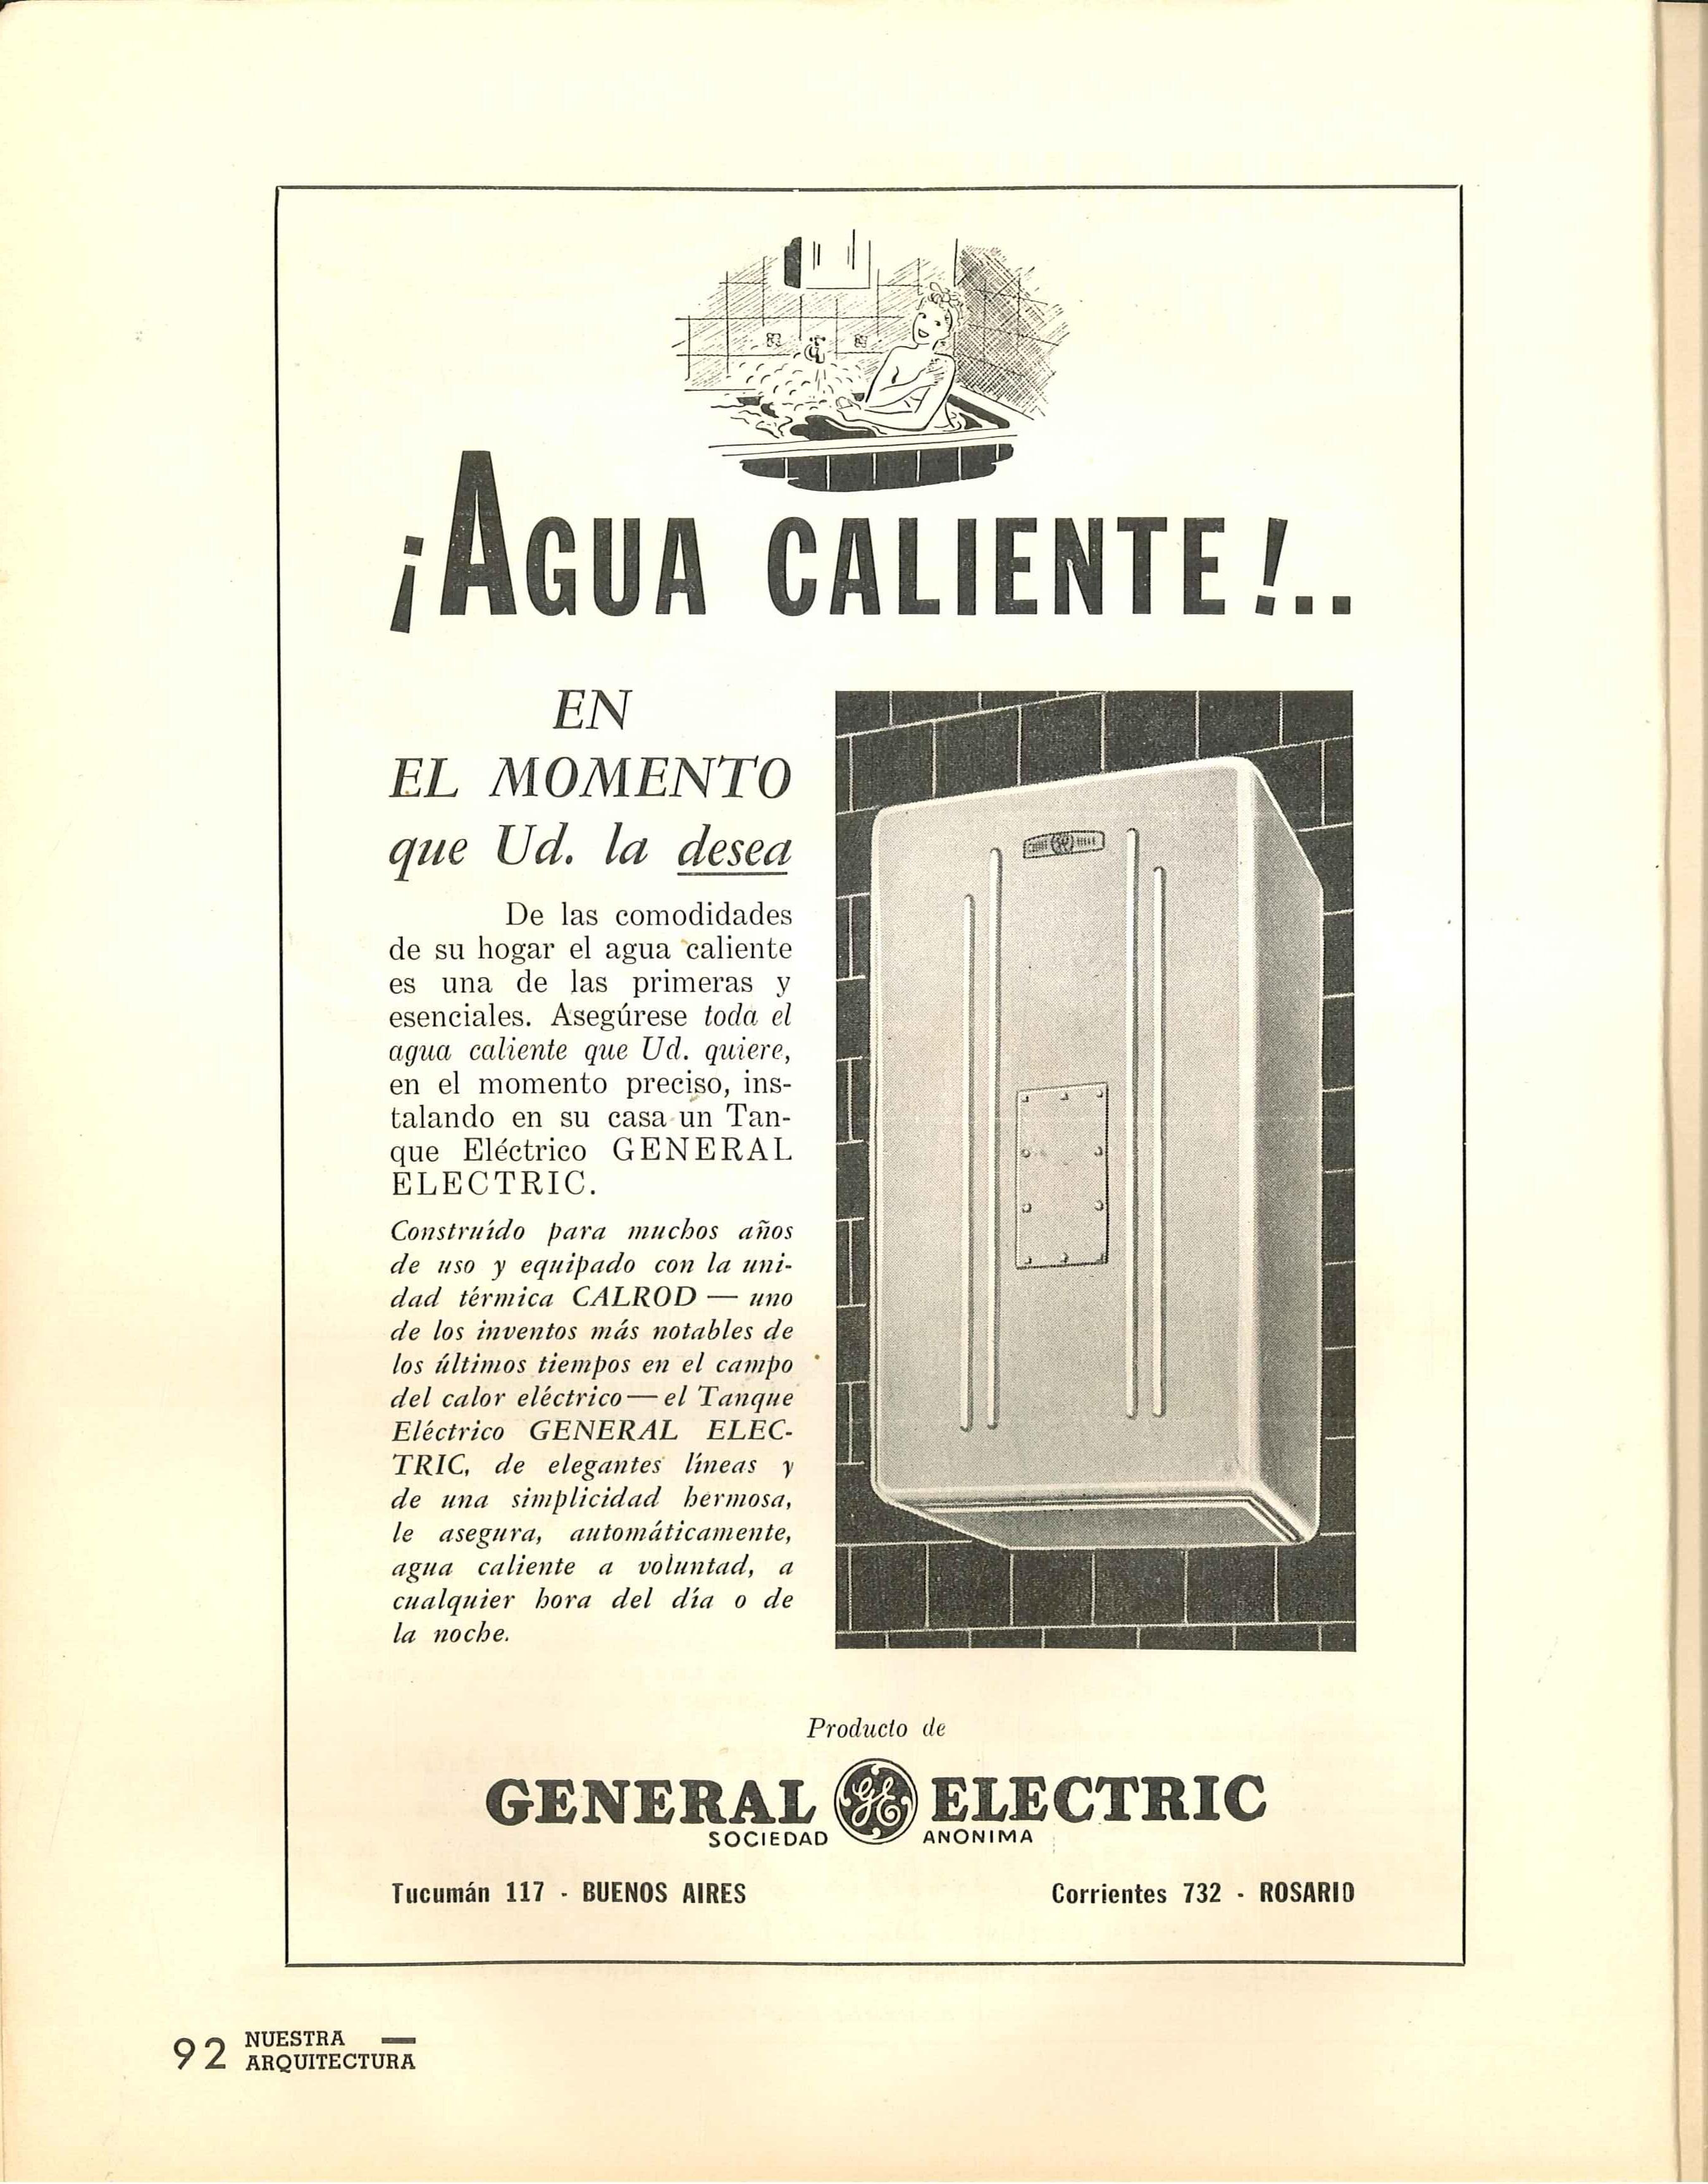 ¡AGUA CALIENTE!..
EN
EL MOMENTO
que Ud. la desea
De las comodidades
de su hogar el agua caliente
es una de las primeras y
esenciales. Asegúrese toda el
agua caliente que Ud. quiere,
en el momento preciso, ins-
talando en su casa un Tan-
que Eléctrico GENERAL
ELECTRIC.
Construído para muchos años
de uso y equipado con la uni-
dad térmica CALROD — uno
de los inventos más notables de
los últimos tiempos en el campo
del calor eléctrico — el Tanque
Eléctrico GENERAL ELEC-
TRIC, de elegantes líneas y
de una simplicidad hermosa,
le asegura, automáticamente,
agua caliente a voluntad, a
cualquier hora del día o de
la noche.
Producto de
GENERAL GE ELECTRIC
SOCIEDAD ANONIMA
Tucumán 117 - BUENOS AIRES
Corrientes 732 - ROSARIO
92 NUESTRA
ARQUITECTURA